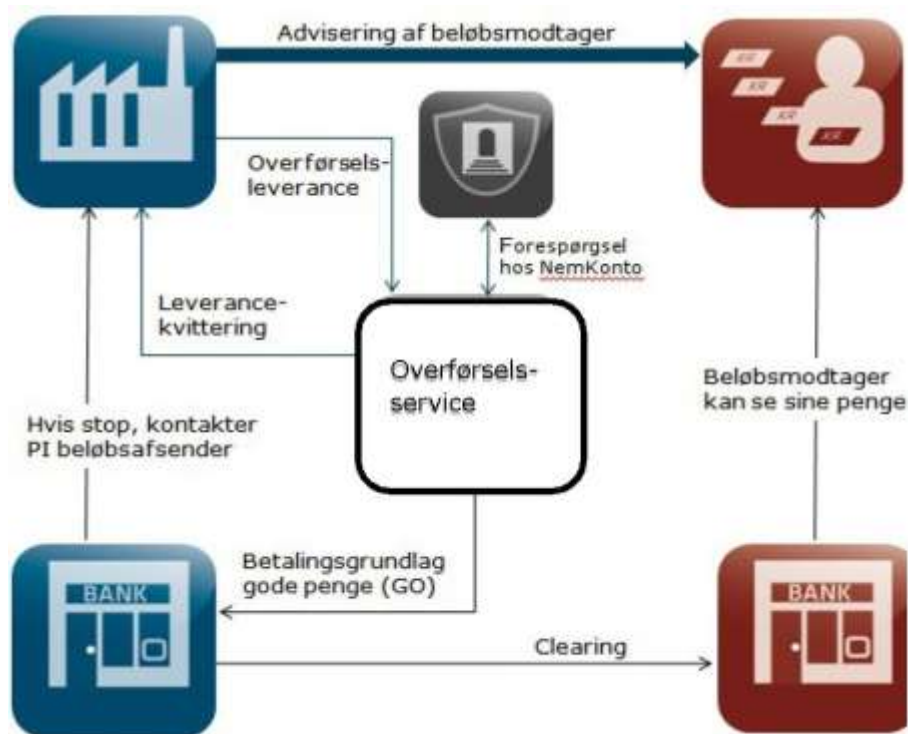 Advisering af beløbsmodtager
KR
KR
KR
KR
Overførsels-
leverance
Forespørgsel
hos NemKonto
Leverance-
kvittering
Overførsels-
service
Beløbsmodtager
kan se sine penge
Hvis stop, kontakter
PI beløbsafsender
Betalingsgrundlag
gode penge (GO)
BANK
BANK
Clearing